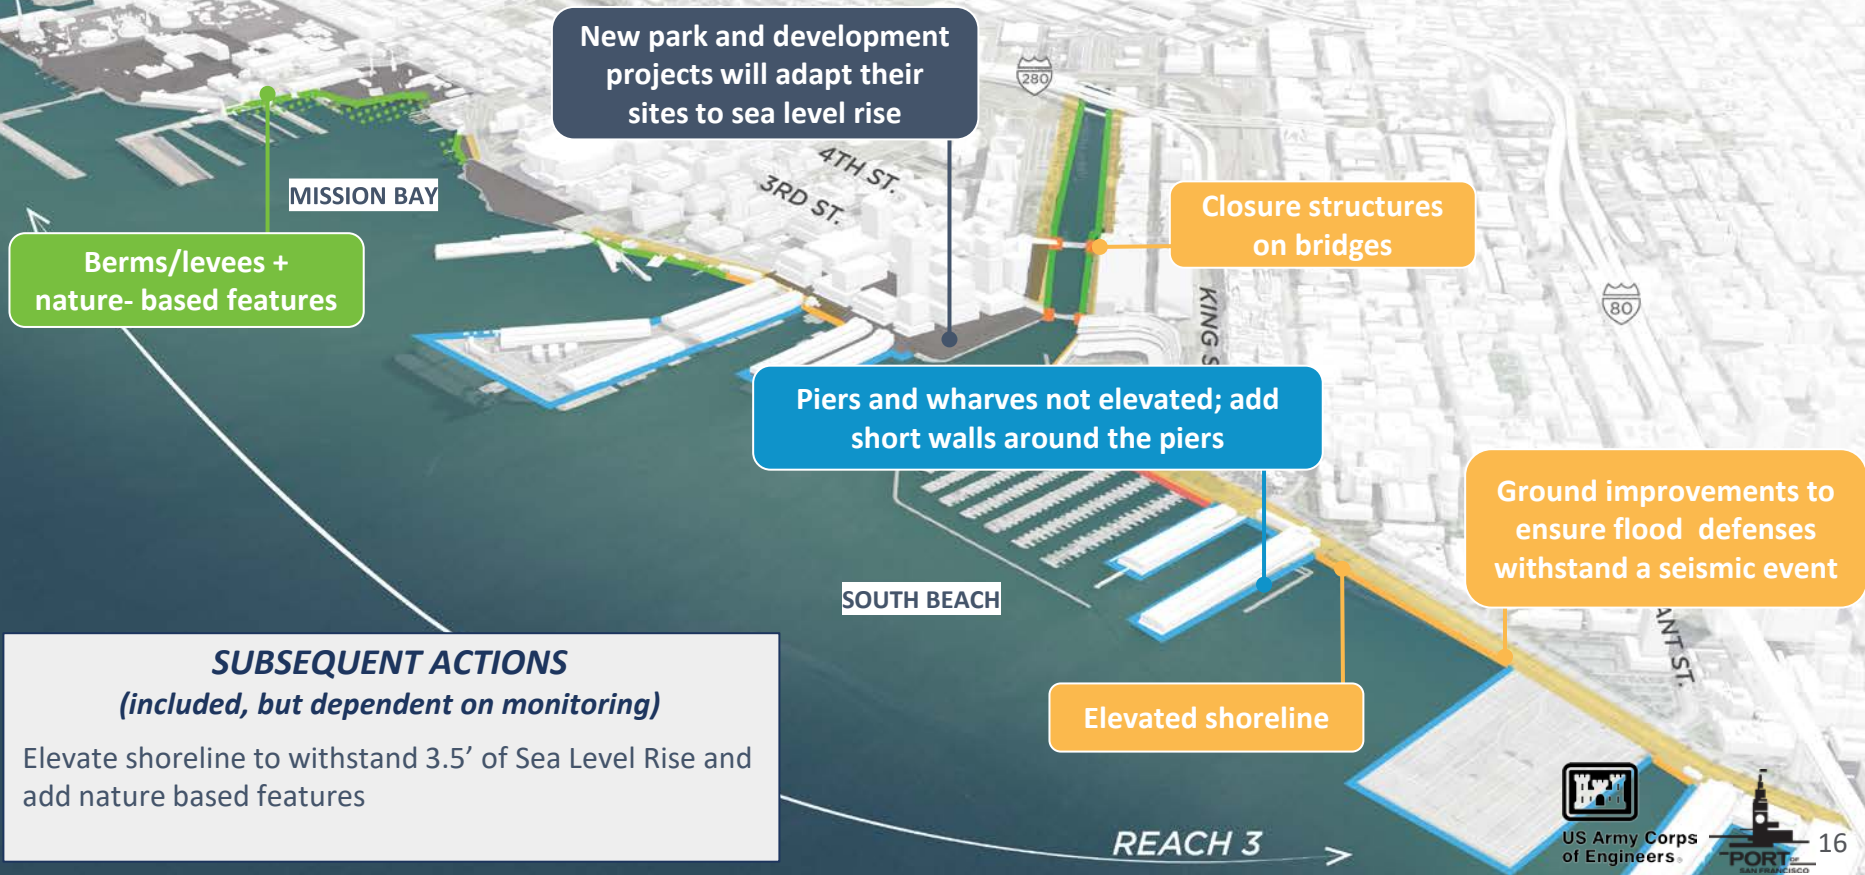 New park and development
projects will adapt their
sites to sea level rise
280
4TH ST.
3RD ST.
MISSION BAY
Closure structures
on bridges
Berms/levees +
nature- based features
KING S
80
Piers and wharves not elevated; add
short walls around the piers
Ground improvements to
ensure flood defenses
withstand a seismic event
SOUTH BEACH
ANT ST.
SUBSEQUENT ACTIONS
(included, but dependent on monitoring)
Elevate shoreline to withstand 3.5’ of Sea Level Rise and
add nature based features
Elevated shoreline
REACH 3
US Army Corps
of Engineers®
PORT OF
SAN FRANCISCO
16